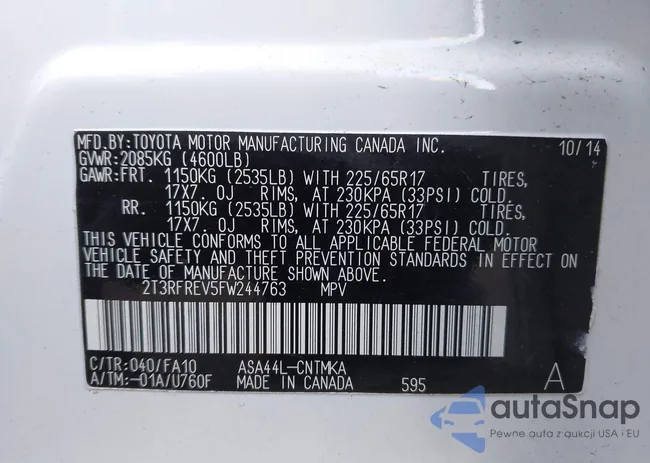 MFD.BY:TOYOTA MOTOR MANUFACTURING CANADA INC. 10/14
GVWR:2085KG (4600LB)
GAWR:FRT. 1150KG (2535LB) WITH 225/65R17 TIRES,
17X7. 0J RIMS, AT 230KPA (33PSI) COLD.
RR. 1150KG (2535LB) WITH 225/65R17 TIRES,
17X7. 0J RIMS, AT 230KPA (33PSI) COLD.
THIS VEHICLE CONFORMS TO ALL APPLICABLE FEDERAL MOTOR
VEHICLE SAFETY AND THEFT PREVENTION STANDARDS IN EFFECT ON
THE DATE OF MANUFACTURE SHOWN ABOVE.
2T3RFREV5FW244763 MPV
C/TR:040/FA10 ASA44L-CNTMKA
A/TM:-01A/U760F MADE IN CANADA 595 A
autaSnap
Pewne auta z aukcji USA i EU